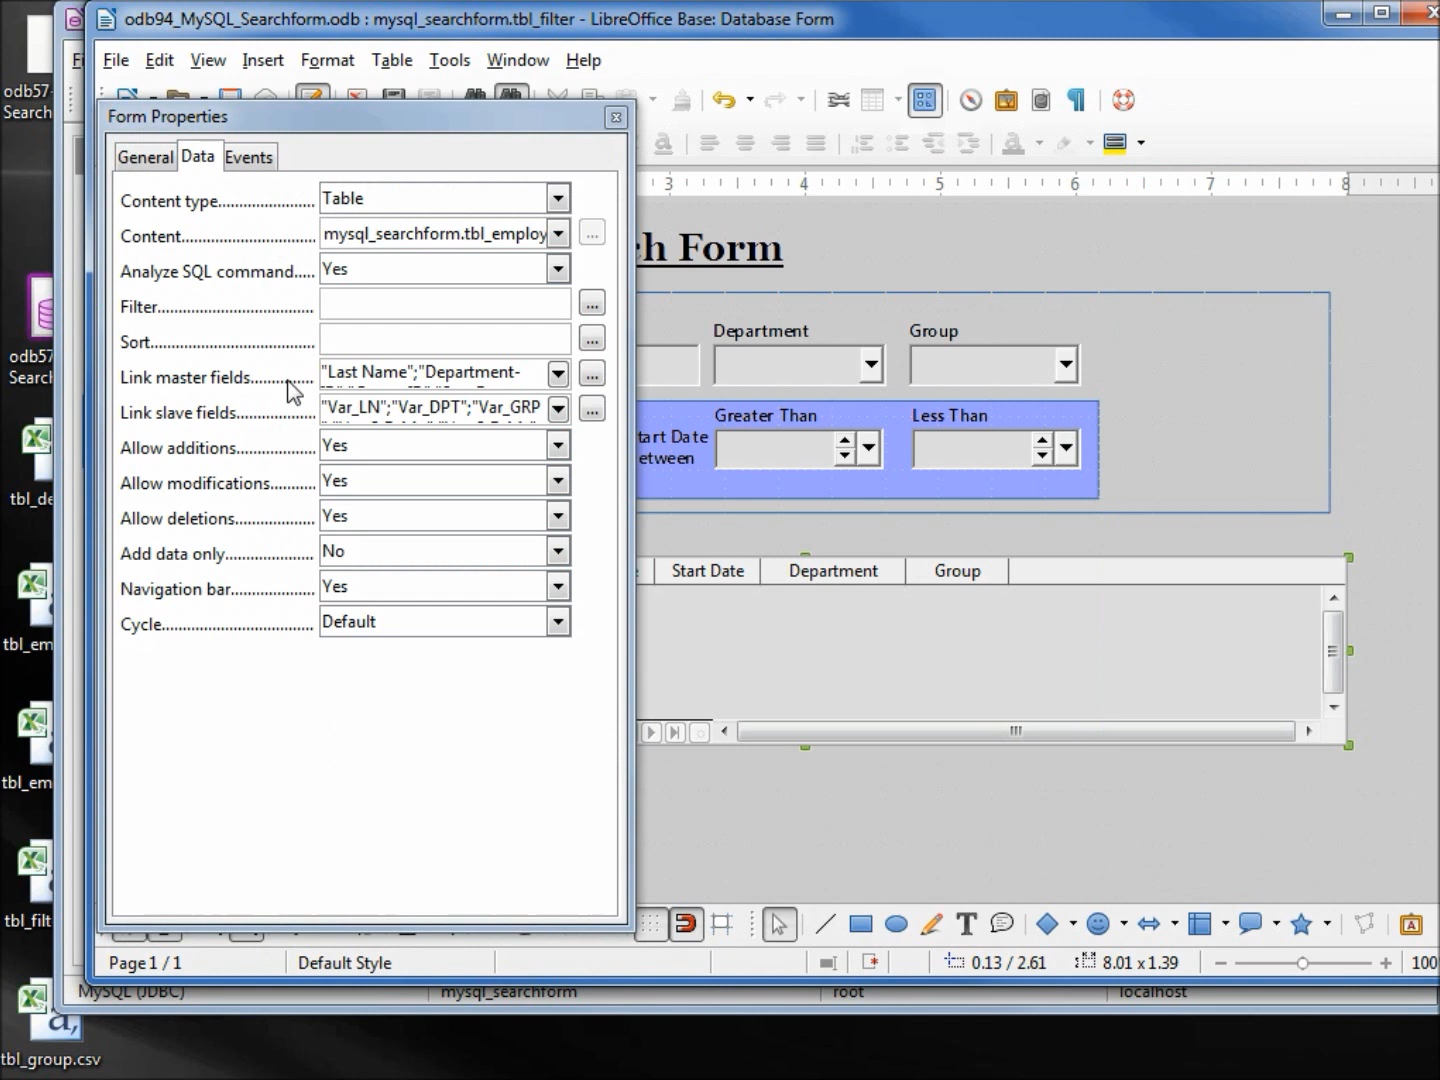 odb94_MySQL_Searchform.odb : mysql_searchform.tbl_filter - LibreOffice Base: Database Form
File Edit View Insert Format Table Tools Window Help
Form Properties
General Data Events
Content type Table
Content mysql_searchform.tbl_employ
Analyze SQL command Yes
Filter
Sort
Link master fields "Last Name";"Department-
Link slave fields "Var_LN";"Var_DPT";"Var_GRP
Allow additions Yes
Allow modifications Yes
Allow deletions Yes
Add data only No
Navigation bar Yes
Cycle Default
3 4 5 6 7 8
ch Form
Department Group
Greater Than Less Than
tart Date
etween
Start Date Department Group
Page 1 / 1 Default Style 0.13 / 2.61 8.01 x 1.39 100
MySQL (JDBC) mysql_searchform root localhost
odb57-
Search
odb57
Search
tbl_de
tbl_em
tbl_em
tbl_filt
a,
tbl_group.csv